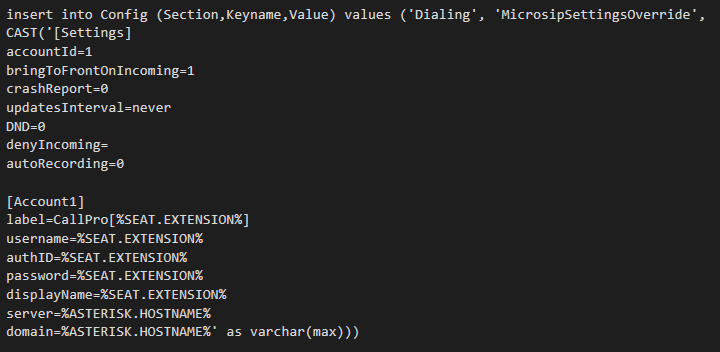 insert into Config (Section,Keyname,Value) values ('Dialing', 'MicrosipSettingsOverride',
CAST('[Settings]
accountId=1
bringToFrontOnIncoming=1
crashReport=0
updatesInterval=never
DND=0
denyIncoming=
autoRecording=0

[Account1]
label=CallPro[%SEAT.EXTENSION%]
username=%SEAT.EXTENSION%
authID=%SEAT.EXTENSION%
password=%SEAT.EXTENSION%
displayName=%SEAT.EXTENSION%
server=%ASTERISK.HOSTNAME%
domain=%ASTERISK.HOSTNAME%' as varchar(max)))